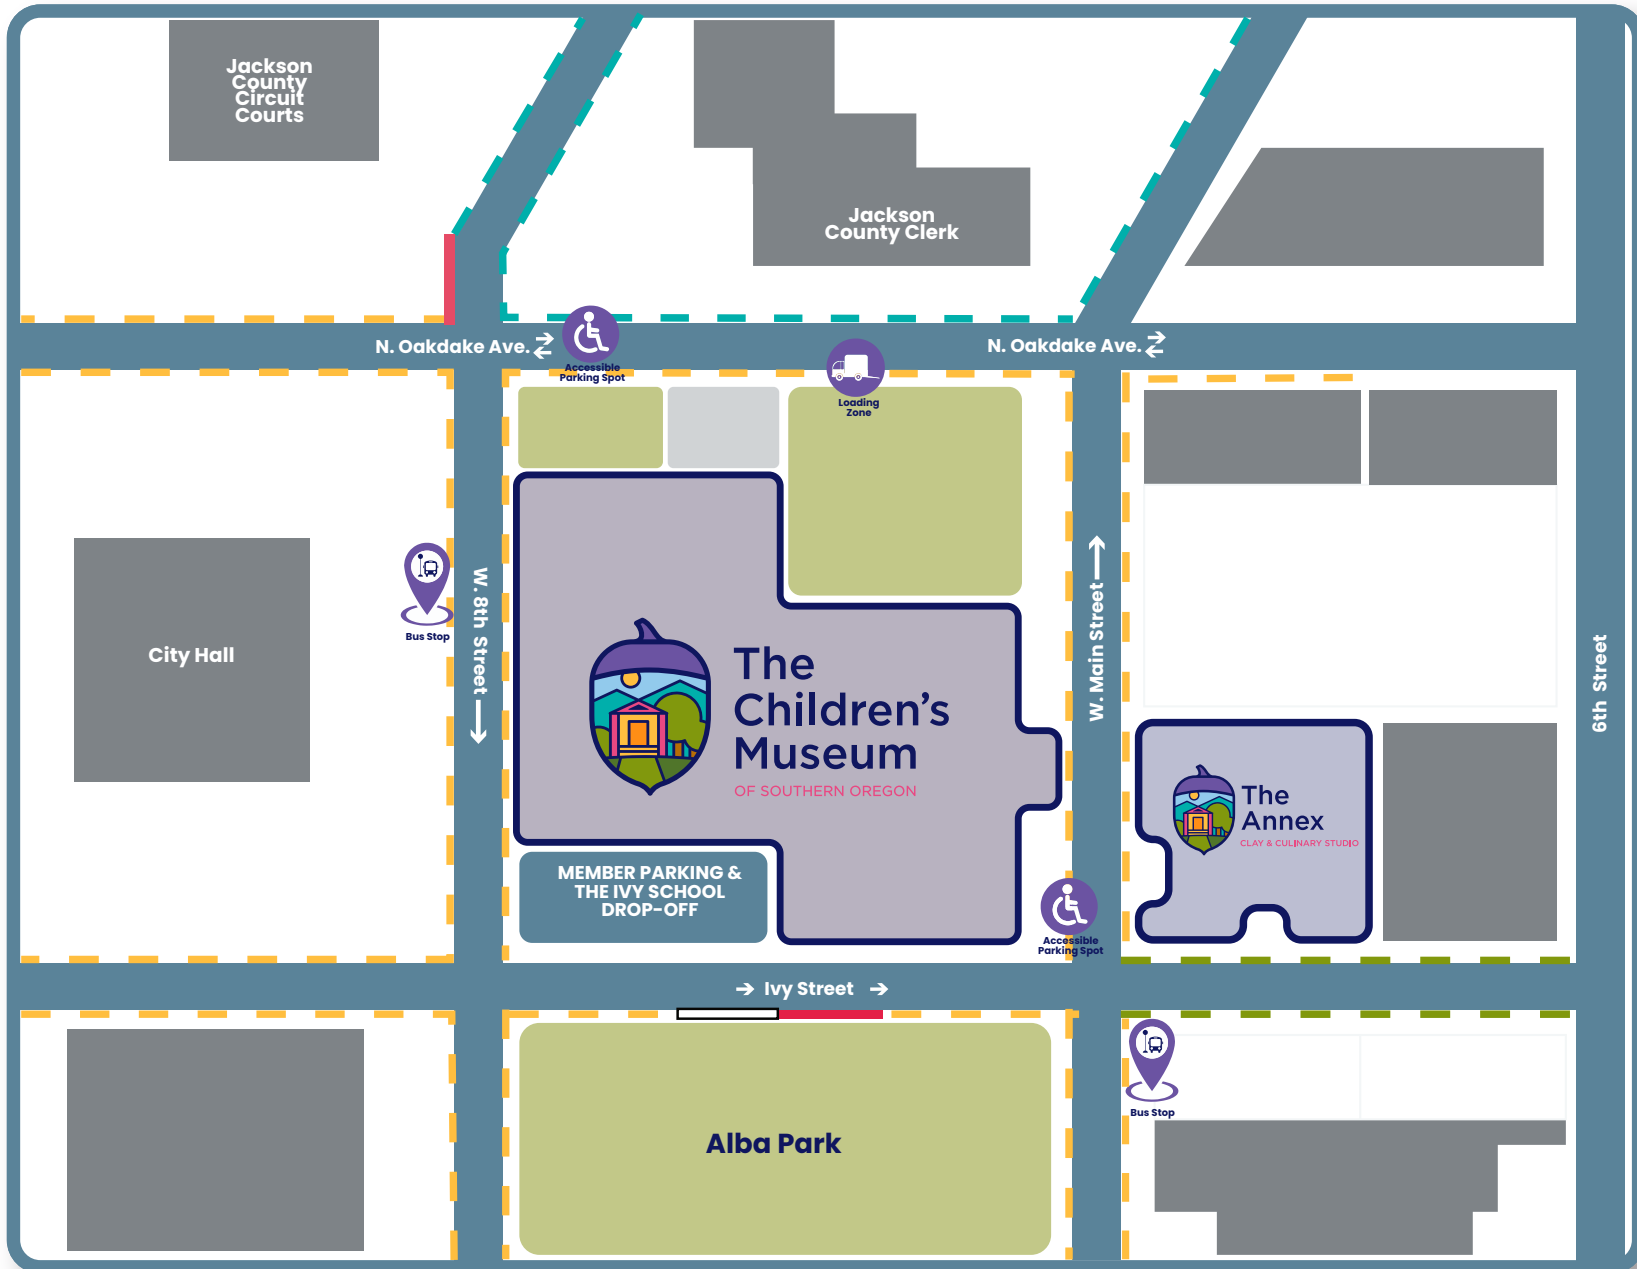 Jackson
County
Circuit
Courts
Jackson
County Clerk
N. Oakdake Ave.
N. Oakdake Ave.
Accessible
Parking Spot
Loading
Zone
W. 8th Street
Bus Stop
City Hall
The
Children's
Museum
OF SOUTHERN OREGON
W. Main Street
6th Street
The
Annex
CLAY & CULINARY STUDIO
MEMBER PARKING &
THE IVY SCHOOL
DROP-OFF
Accessible
Parking Spot
Ivy Street
Bus Stop
Alba Park